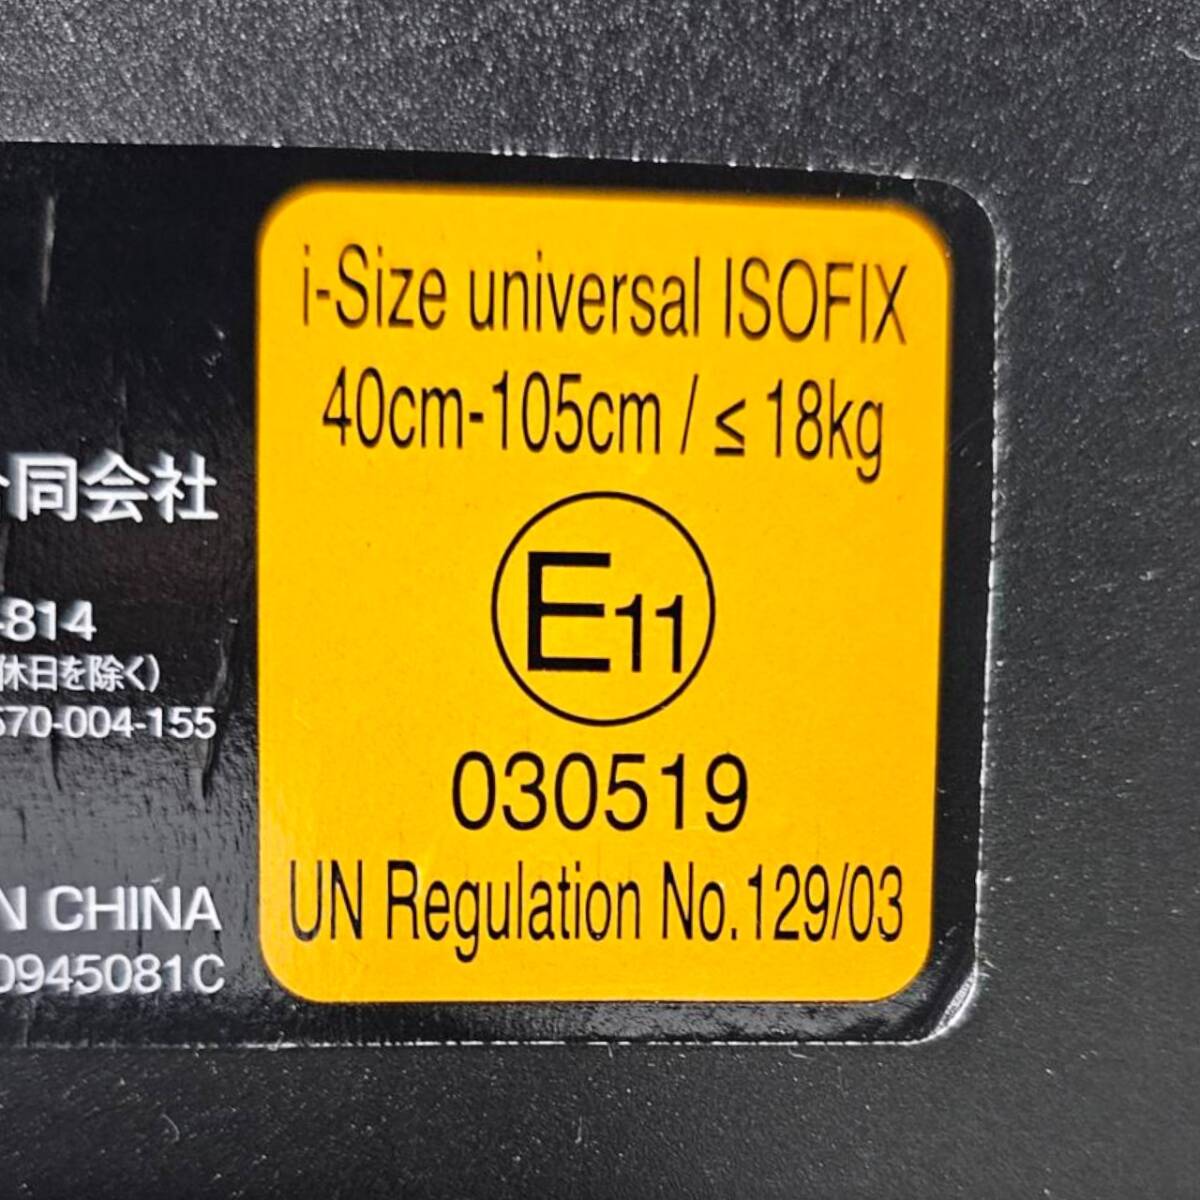 合同会社
-814
休日を除く)
570-004-155
N CHINA
0945081C
i-Size universal ISOFIX
40cm-105cm / ≤ 18kg
E11
030519
UN Regulation No.129/03